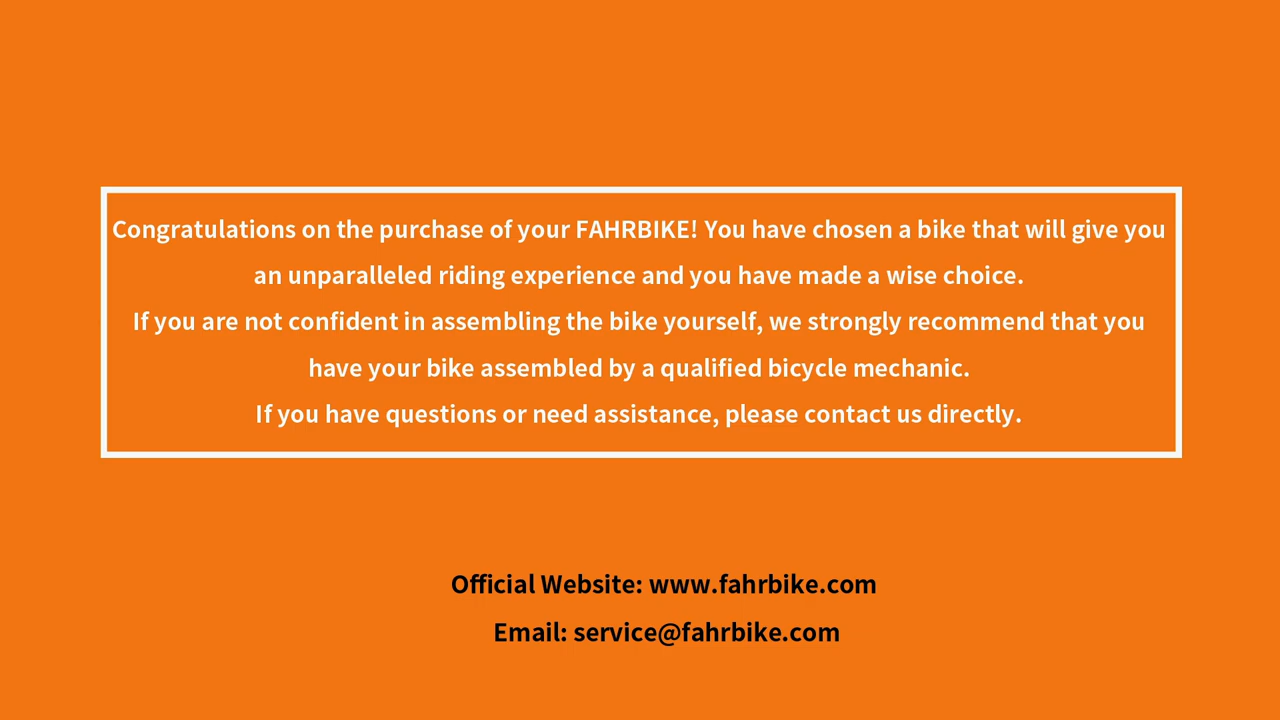 Congratulations on the purchase of your FAHRBIKE! You have chosen a bike that will give you
an unparalleled riding experience and you have made a wise choice.
If you are not confident in assembling the bike yourself, we strongly recommend that you
have your bike assembled by a qualified bicycle mechanic.
If you have questions or need assistance, please contact us directly.
Official Website: www.fahrbike.com
Email: service@fahrbike.com